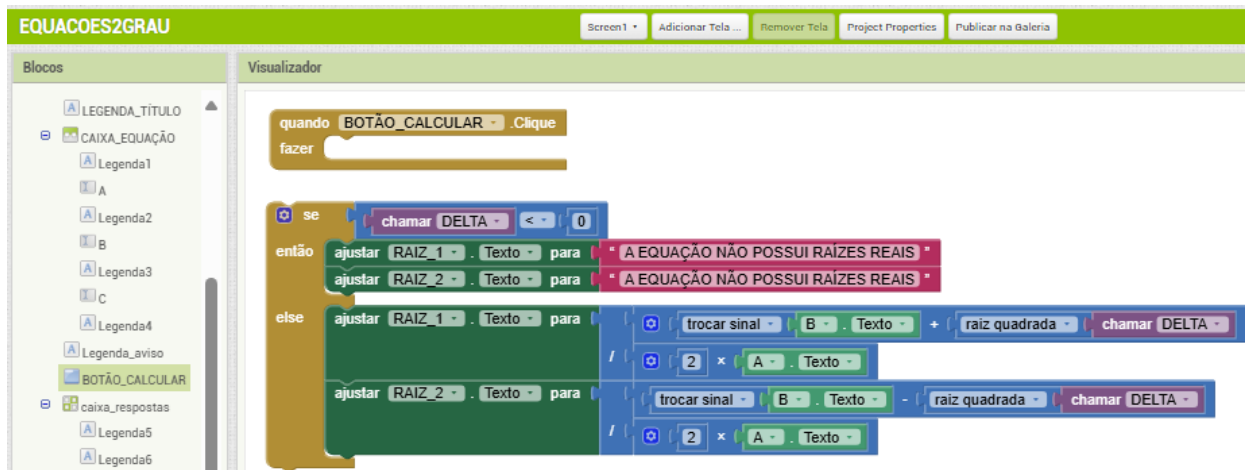 EQUACOES2GRAU
Screen1 Adicionar Tela ... Remover Tela Project Properties Publicar na Galeria
Blocos
LEGENDA_TÍTULO
CAIXA_EQUAÇÃO
Legenda1
A
Legenda2
B
Legenda3
C
Legenda4
Legenda_aviso
BOTÃO_CALCULAR
caixa_respostas
Legenda5
Legenda6
Visualizador
quando BOTÃO_CALCULAR .Clique
fazer
se chamar DELTA < 0
então ajustar RAIZ_1 . Texto para " A EQUAÇÃO NÃO POSSUI RAÍZES REAIS "
ajustar RAIZ_2 . Texto para " A EQUAÇÃO NÃO POSSUI RAÍZES REAIS "
else ajustar RAIZ_1 . Texto para trocar sinal B . Texto + raiz quadrada chamar DELTA
/ 2 × A . Texto
ajustar RAIZ_2 . Texto para trocar sinal B . Texto - raiz quadrada chamar DELTA
/ 2 × A . Texto